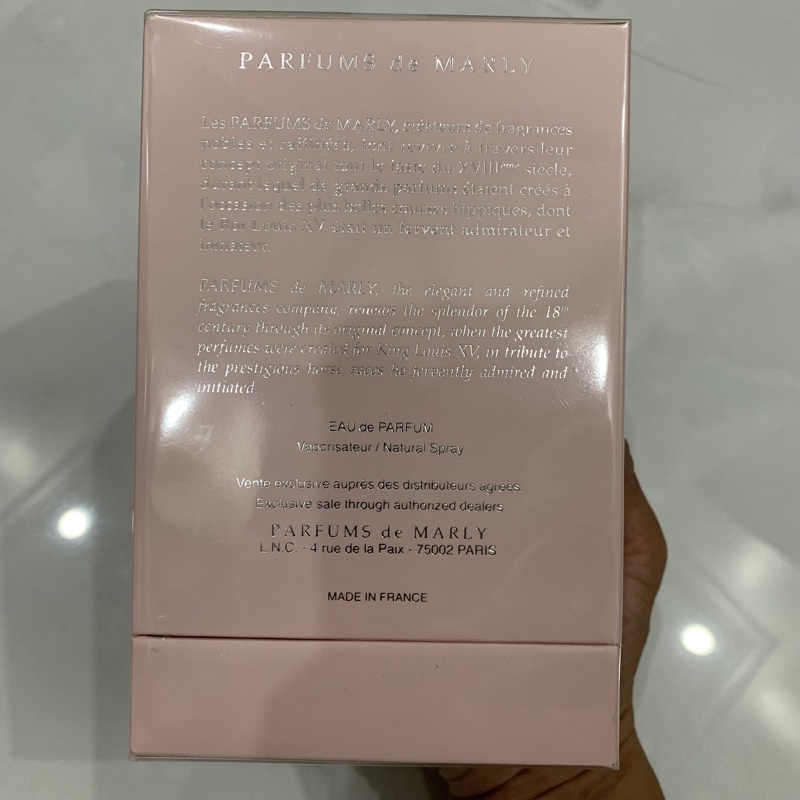 PARFUMS de MARLY
Les PARFUMS de MARLY, créateurs de fragrances
nobles et raffinées, font revivre à travers leur
concept original tout le faste du XVIIIème siècle,
durant lequel de grands parfums étaient créés à
l'occasion des plus belles courses hippiques, dont
le Roi Louis XV était un fervent admirateur et
initiateur.
PARFUMS de MARLY, the elegant and refined
fragrances company, renews the splendor of the 18th
century through its original concept, when the greatest
perfumes were created for King Louis XV, in tribute to
the prestigious horse races he fervently admired and
initiated.
EAU de PARFUM
Vaporisateur / Natural Spray
Vente exclusive auprès des distributeurs agréés.
Exclusive sale through authorized dealers
PARFUMS de MARLY
L.N.C. - 4 rue de la Paix - 75002 PARIS
MADE IN FRANCE